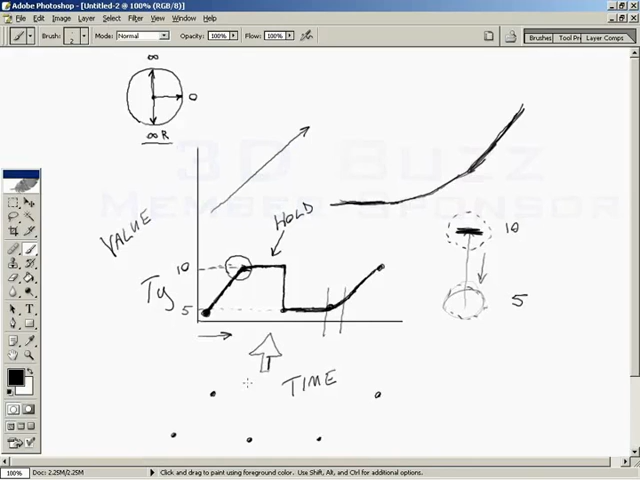 Adobe Photoshop - [Untitled-2 @ 100% (RGB/8)]
File Edit Image Layer Select Filter View Window Help
Brush: 2 Mode: Normal Opacity: 100% Flow: 100%
Brushes Tool Pr Layer Comps
∞
0
∞ R
3D Buzz
Member Sponsor
HOLD
VALUE
10
10
Ty
5
5
TIME
100% Doc: 2.25M/2.25M Click and drag to paint using foreground color. Use Shift, Alt, and Ctrl for additional options.